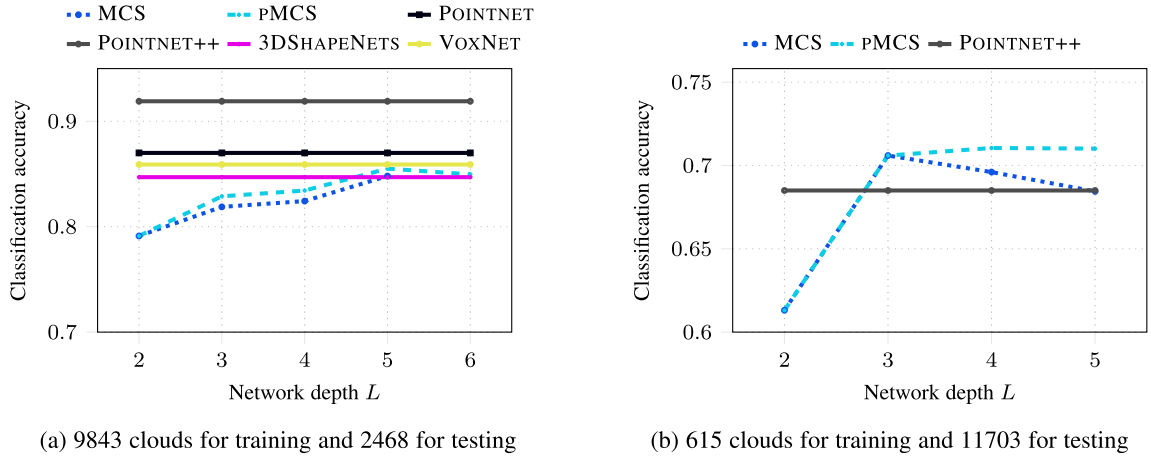 MCS pMCS POINTNET
POINTNET++ 3DSHAPENETS VOXNET
Classification accuracy
0.9
0.8
0.7
2 3 4 5 6
Network depth L
(a) 9843 clouds for training and 2468 for testing
MCS pMCS POINTNET++
Classification accuracy
0.75
0.7
0.65
0.6
2 3 4 5
Network depth L
(b) 615 clouds for training and 11703 for testing